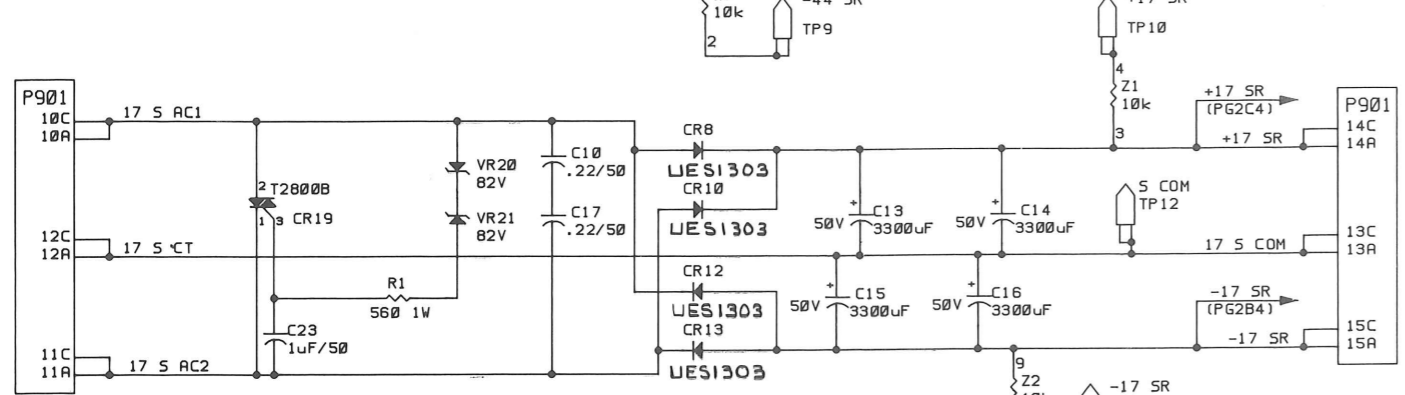 10k
2
-44 SR
TP9
+17 SR
TP10
4
Z1
10k
3
P901
10C
10A
12C
12A
11C
11A
17 S AC1
17 S CT
17 S AC2
2
T2800B
1
3
CR19
C23
1uF/50
R1
560 1W
VR20
82V
VR21
82V
C10
.22/50
C17
.22/50
CR8
UES1303
CR10
UES1303
CR12
UES1303
CR13
UES1303
+
50V
C13
3300uF
+
50V
C14
3300uF
+
50V
C15
3300uF
+
50V
C16
3300uF
S COM
TP12
+17 SR
(PG2C4)
+17 SR
17 S COM
-17 SR
(PG2B4)
-17 SR
P901
14C
14A
13C
13A
15C
15A
9
Z2
-17 SR